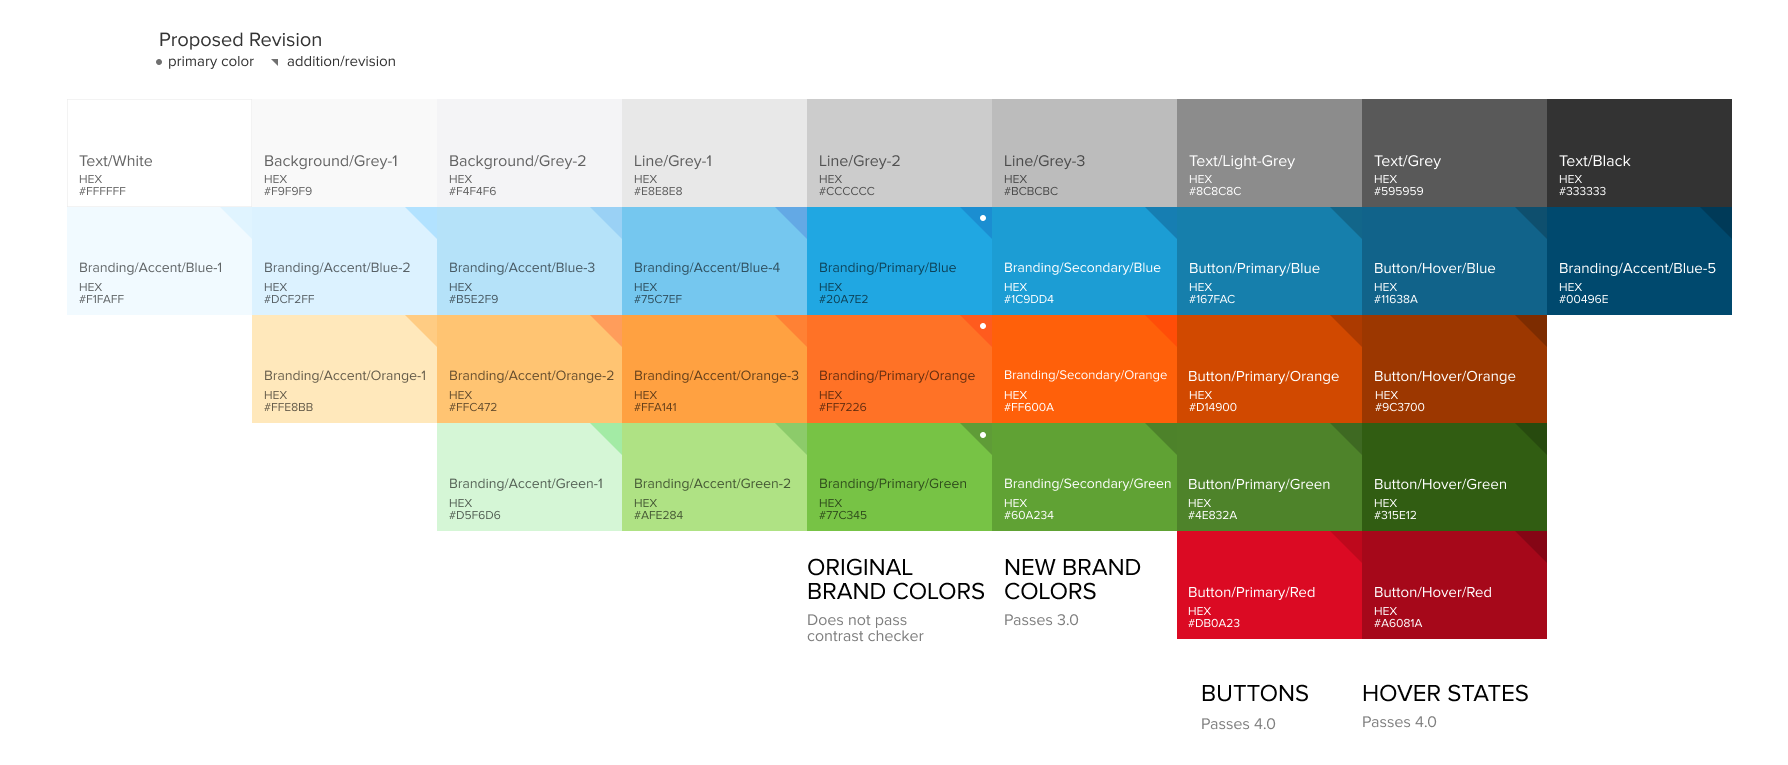 Proposed Revision
primary color
addition/revision
Text/White
HEX
#FFFFFF
Background/Grey-1
HEX
#F9F9F9
Background/Grey-2
HEX
#F4F4F6
Line/Grey-1
HEX
#E8E8E8
Line/Grey-2
HEX
#CCCCCC
Line/Grey-3
HEX
#BCBCBC
Text/Light-Grey
HEX
#8C8C8C
Text/Grey
HEX
#595959
Text/Black
HEX
#333333
Branding/Accent/Blue-1
HEX
#F1FAFF
Branding/Accent/Blue-2
HEX
#DCF2FF
Branding/Accent/Blue-3
HEX
#B5E2F9
Branding/Accent/Blue-4
HEX
#75C7EF
Branding/Primary/Blue
HEX
#20A7E2
Branding/Secondary/Blue
HEX
#1C9DD4
Button/Primary/Blue
HEX
#167FAC
Button/Hover/Blue
HEX
#11638A
Branding/Accent/Blue-5
HEX
#00496E
Branding/Accent/Orange-1
HEX
#FFE8BB
Branding/Accent/Orange-2
HEX
#FFC472
Branding/Accent/Orange-3
HEX
#FFA141
Branding/Primary/Orange
HEX
#FF7226
Branding/Secondary/Orange
HEX
#FF600A
Button/Primary/Orange
HEX
#D14900
Button/Hover/Orange
HEX
#9C3700
Branding/Accent/Green-1
HEX
#D5F6D6
Branding/Accent/Green-2
HEX
#AFE284
Branding/Primary/Green
HEX
#77C345
Branding/Secondary/Green
HEX
#60A234
Button/Primary/Green
HEX
#4E832A
Button/Hover/Green
HEX
#315E12
Button/Primary/Red
HEX
#DB0A23
Button/Hover/Red
HEX
#A6081A
ORIGINAL
BRAND COLORS
Does not pass
contrast checker
NEW BRAND
COLORS
Passes 3.0
BUTTONS
Passes 4.0
HOVER STATES
Passes 4.0